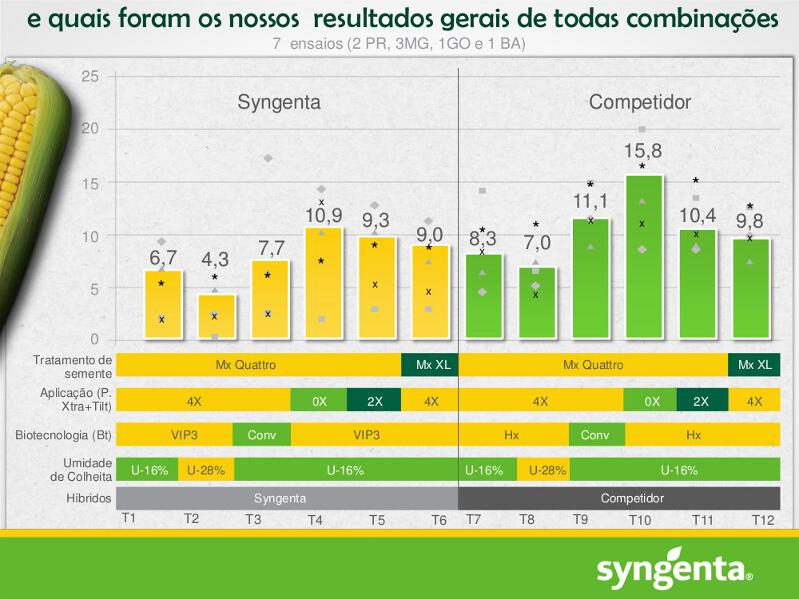 e quais foram os nossos resultados gerais de todas combinações
7 ensaios (2 PR, 3MG, 1GO e 1 BA)
25
20
15
10
5
0
Syngenta
Competidor
6,7
4,3
7,7
10,9
9,3
9,0
8,3
7,0
11,1
15,8
10,4
9,8
Tratamento de
semente
Mx Quattro
Mx XL
Mx Quattro
Mx XL
Aplicação (P.
Xtra+Tilt)
4X
0X
2X
4X
4X
0X
2X
4X
Biotecnologia (Bt)
VIP3
Conv
VIP3
Hx
Conv
Hx
Umidade
de Colheita
U-16%
U-28%
U-16%
U-16%
U-28%
U-16%
Híbridos
Syngenta
Competidor
T1 T2 T3 T4 T5 T6 T7 T8 T9 T10 T11 T12
syngenta®